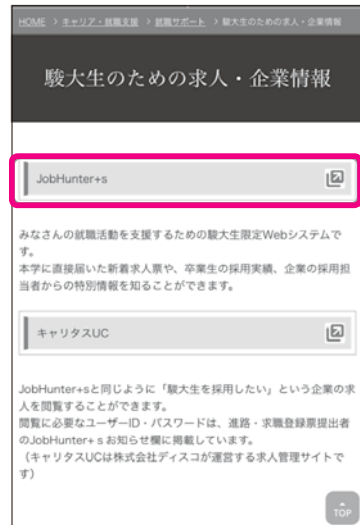 HOME > キャリア・就職支援 > 就職サポート > 駿大生のための求人・企業情報
駿大生のための求人・企業情報
JobHunter+s
みなさんの就職活動を支援するための駿大生限定Webシステムで
す。
本学に直接届いた新着求人票や、卒業生の採用実績、企業の採用担
当者からの特別情報を知ることができます。
キャリタスUC
JobHunter+sと同じように「駿大生を採用したい」という企業の求
人を閲覧することができます。
閲覧に必要なユーザーID・パスワードは、進路・求職登録票提出者
のJobHunter+ｓお知らせ欄に掲載しています。
（キャリタスUCは株式会社ディスコが運営する求人管理サイトで
す）
TOP